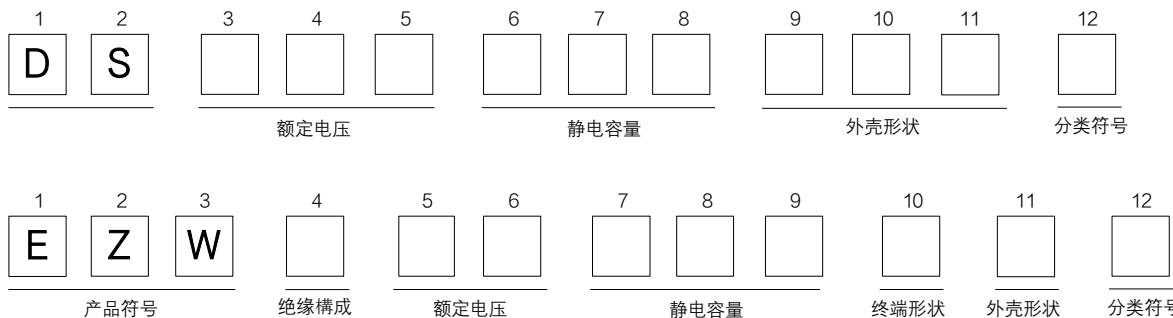 1 2 3 4 5 6 7 8 9 10 11 12
D S
额定电压 静电容量 外壳形状 分类符号
1 2 3 4 5 6 7 8 9 10 11 12
E Z W
产品符号 绝缘構成 额定电压 静电容量 终端形状 外壳形状 分类符号